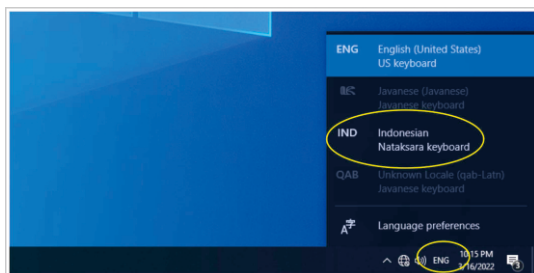 ENG English (United States)
US keyboard
Javanese (Javanese)
Javanese keyboard
IND Indonesian
Nataksara keyboard
QAB Unknown Locale (qab-Latn)
Javanese keyboard
Language preferences
ENG 10:15 PM
3/16/2022
3